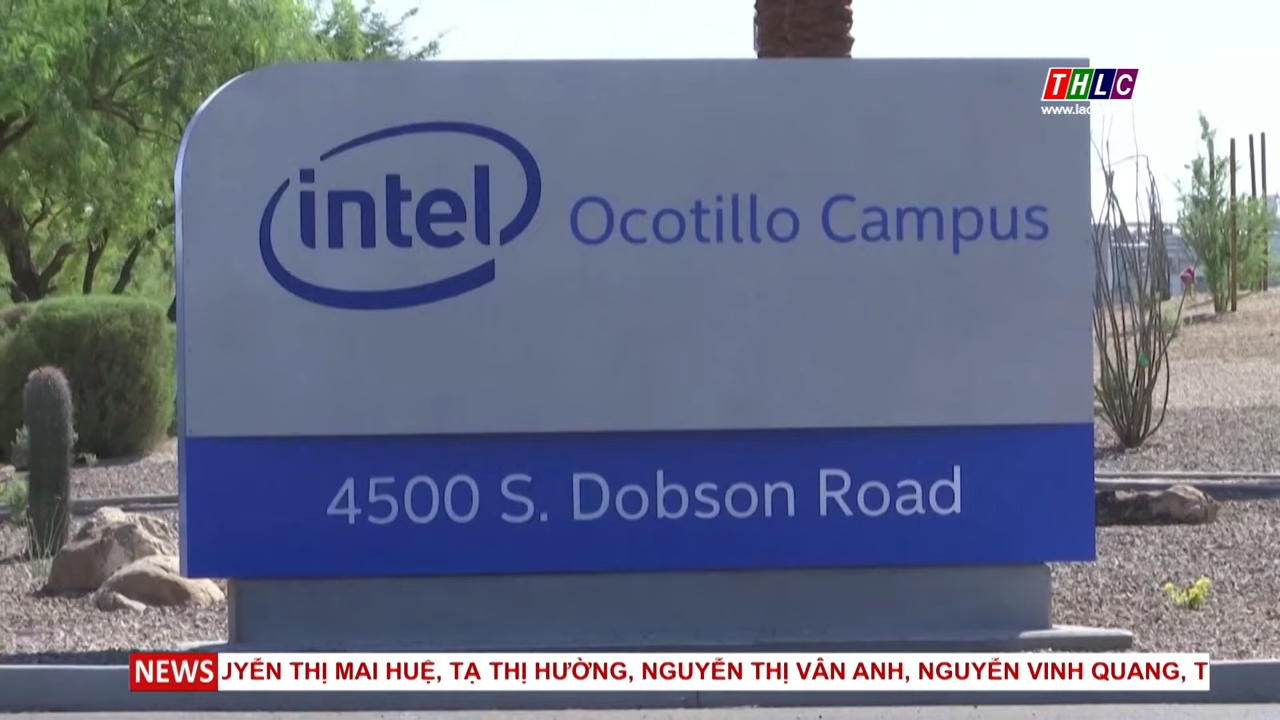 THLC
intel Ocotillo Campus
4500 S. Dobson Road
NEWS UYỄN THỊ MAI HUỆ, TẠ THỊ HƯỜNG, NGUYỄN THỊ VÂN ANH, NGUYỄN VINH QUANG, T